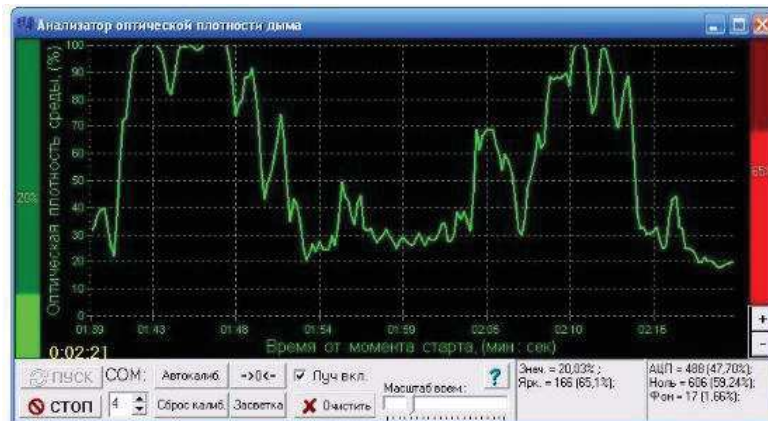 Анализатор оптической плотности дыма
Оптическая плотность среды, (%)
100
90
80
70
60
50
40
30
20
10
0
20%
65%
01:39 01:43 01:48 01:54 01:59 02:05 02:10 02:15
Время от момента старта, (мин : сек)
0:02:21
+
-
ПУСК СОМ: Автокалиб. ->0<- Луч вкл. Масштаб врем.: ?
СТОП 4 Сброс калиб. Засветка Очистить
Знач. = 20,03% ;
Ярк. = 166 (65,1%);
АЦП = 488 (47,70%);
Ноль = 606 (59,24%);
Фон = 17 (1,66%);